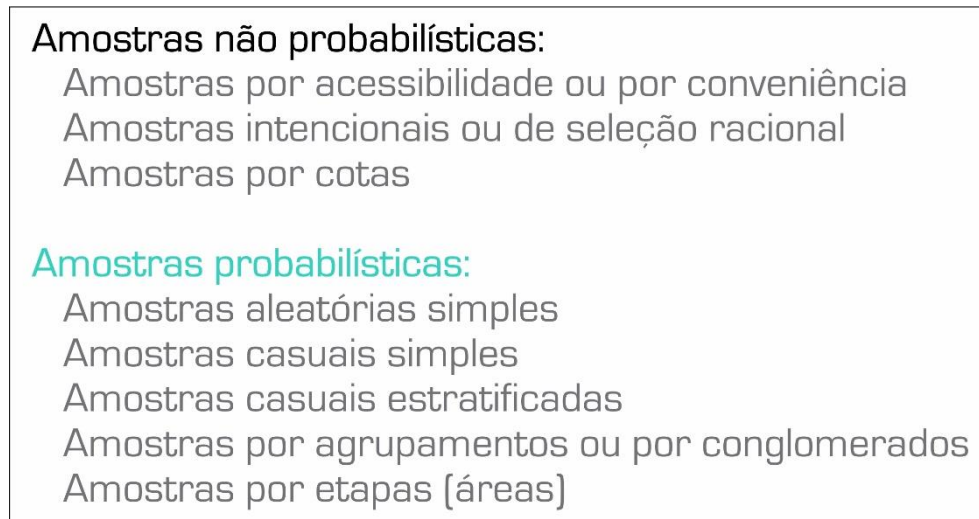 Amostras não probabilísticas:
Amostras por acessibilidade ou por conveniência
Amostras intencionais ou de seleção racional
Amostras por cotas
Amostras probabilísticas:
Amostras aleatórias simples
Amostras casuais simples
Amostras casuais estratificadas
Amostras por agrupamentos ou por conglomerados
Amostras por etapas (áreas)